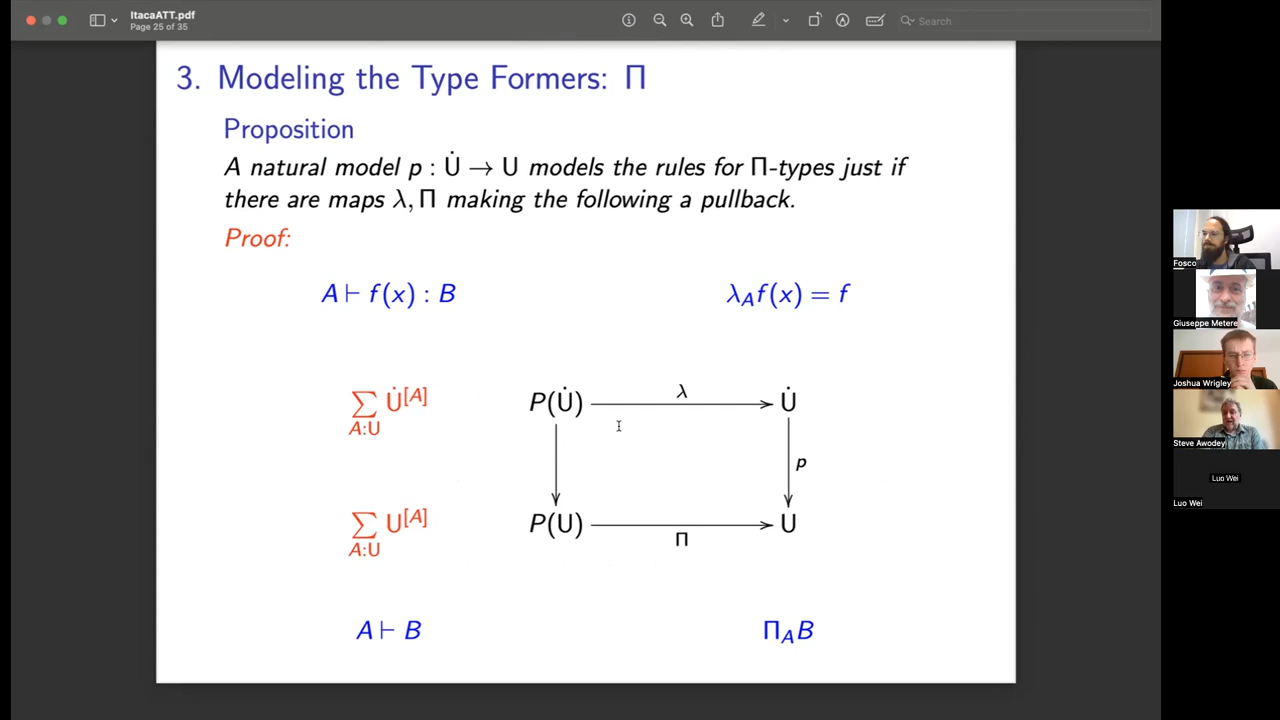 ItacaATT.pdf
Page 25 of 35
Search
3. Modeling the Type Formers: Π
Proposition
A natural model p : U̇ → U models the rules for Π-types just if
there are maps λ, Π making the following a pullback.
Proof:
A ⊢ f(x) : B
λ_A f(x) = f
∑_{A:U} U̇^{[A]}
P(U̇)
λ
U̇
p
∑_{A:U} U^{[A]}
P(U)
Π
U
A ⊢ B
Π_A B
Fosco
Giuseppe Metere
Joshua Wrigley
Steve Awodey
Luo Wei
Luo Wei